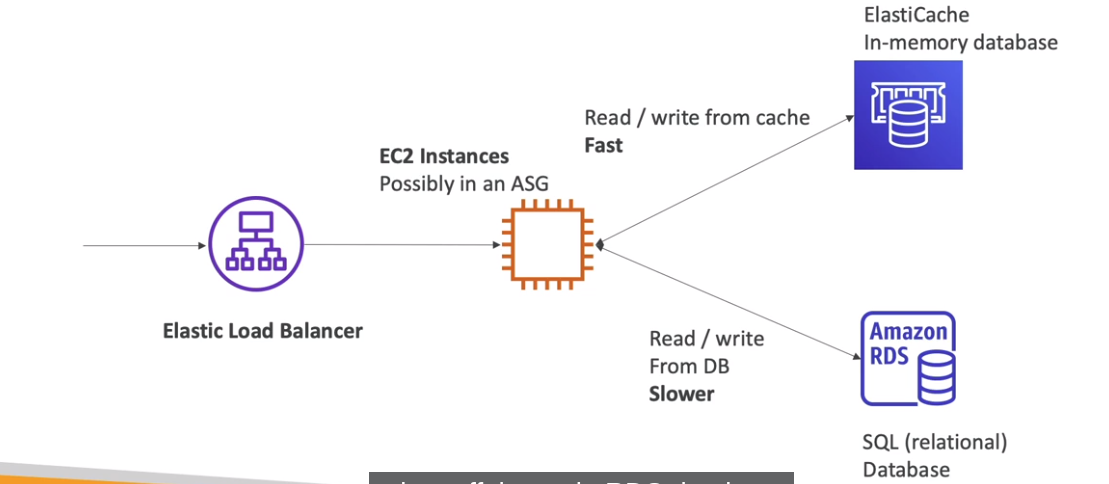 ElastiCache
In-memory database
Read / write from cache
Fast
EC2 Instances
Possibly in an ASG
Elastic Load Balancer
Read / write
From DB
Slower
Amazon
RDS
SQL (relational)
Database